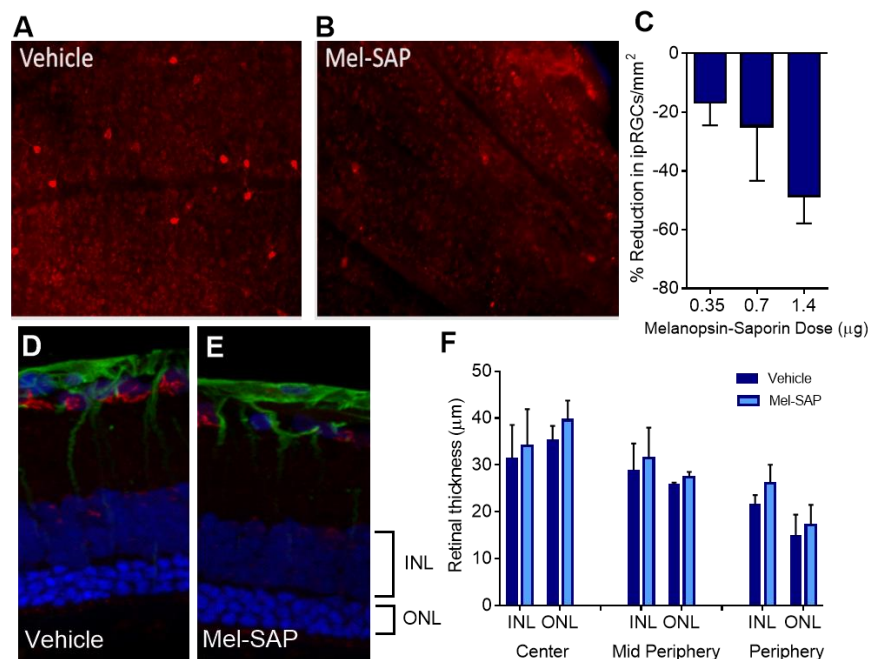 A
Vehicle
B
Mel-SAP
C
% Reduction in ipRGCs/mm²
0
-20
-40
-60
-80
0.35 0.7 1.4
Melanopsin-Saporin Dose (μg)
D
Vehicle
E
Mel-SAP
INL
ONL
F
Retinal thickness (μm)
50
40
30
20
10
0
Vehicle
Mel-SAP
INL ONL INL ONL INL ONL
Center Mid Periphery Periphery